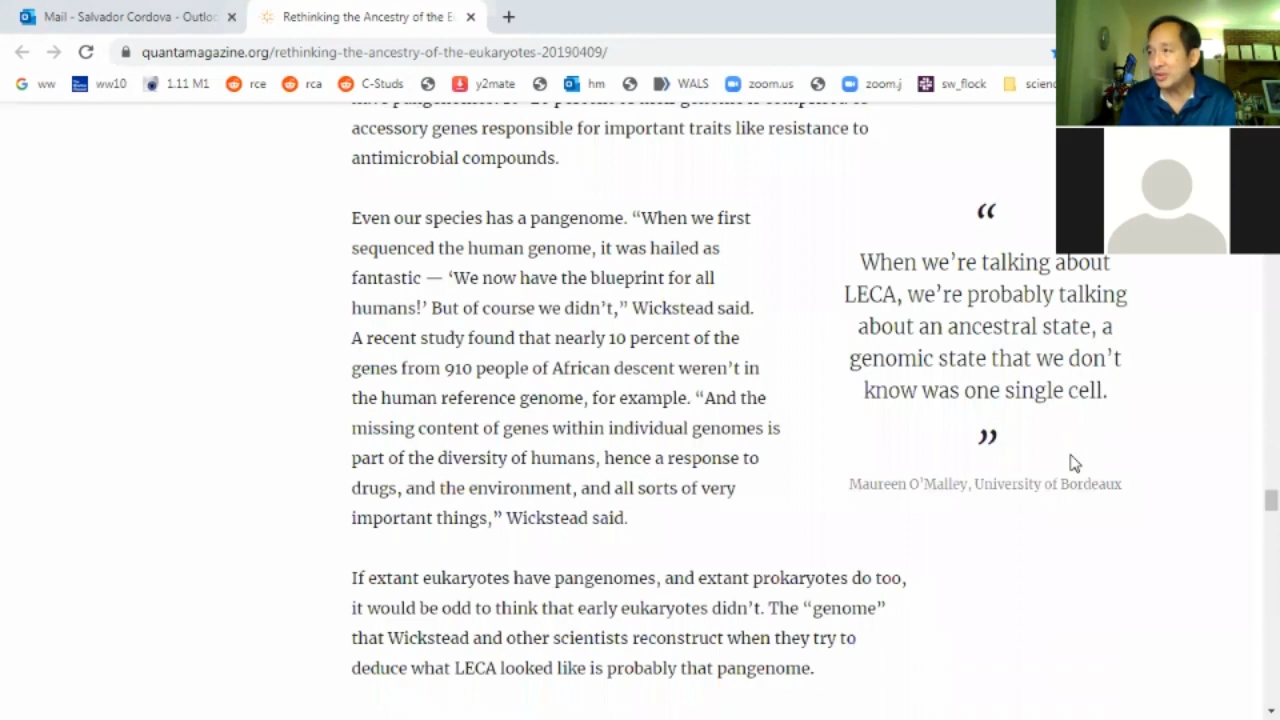 Mail - Salvador Cordova - Outloo
Rethinking the Ancestry of the E
quantamagazine.org/rethinking-the-ancestry-of-the-eukaryotes-20190409/
ww
ww10
1.11 M1
rce
rca
C-Studs
y2mate
hm
WALS
zoom.us
zoom.j
sw_flock
scienc
accessory genes responsible for important traits like resistance to
antimicrobial compounds.
Even our species has a pangenome. “When we first
sequenced the human genome, it was hailed as
fantastic — ‘We now have the blueprint for all
humans!’ But of course we didn’t,” Wickstead said.
A recent study found that nearly 10 percent of the
genes from 910 people of African descent weren’t in
the human reference genome, for example. “And the
missing content of genes within individual genomes is
part of the diversity of humans, hence a response to
drugs, and the environment, and all sorts of very
important things,” Wickstead said.
“
When we’re talking about
LECA, we’re probably talking
about an ancestral state, a
genomic state that we don’t
know was one single cell.
”
Maureen O’Malley, University of Bordeaux
If extant eukaryotes have pangenomes, and extant prokaryotes do too,
it would be odd to think that early eukaryotes didn’t. The “genome”
that Wickstead and other scientists reconstruct when they try to
deduce what LECA looked like is probably that pangenome.